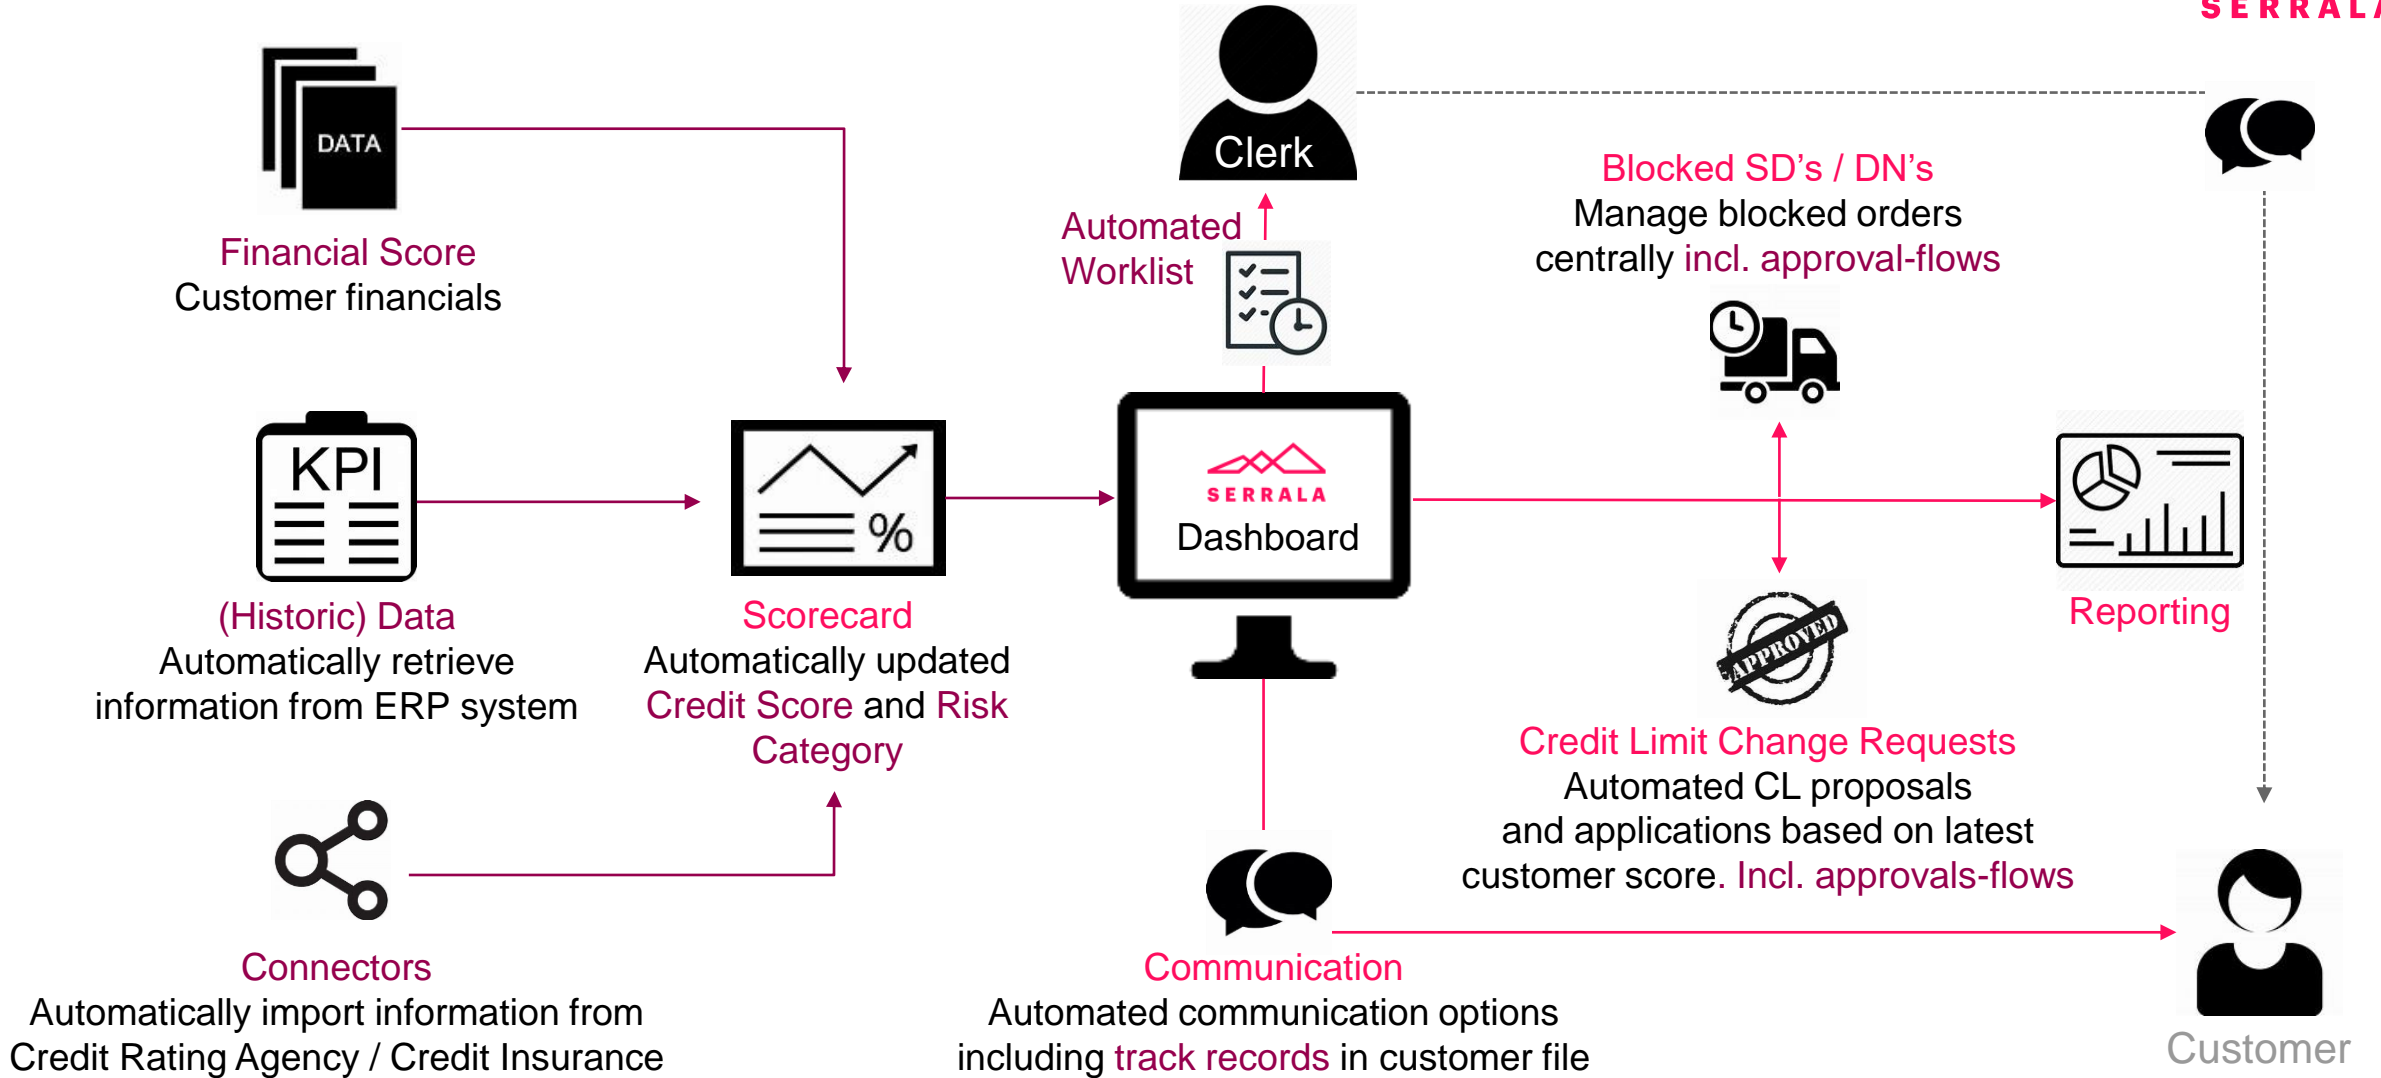 SERRALA
DATA
Financial Score
Customer financials
Clerk
Automated
Worklist
Blocked SD's / DN's
Manage blocked orders
centrally incl. approval-flows
KPI
(Historic) Data
Automatically retrieve
information from ERP system
%
Scorecard
Automatically updated
Credit Score and Risk
Category
SERRALA
Dashboard
Reporting
APPROVED
Credit Limit Change Requests
Automated CL proposals
and applications based on latest
customer score. Incl. approvals-flows
Connectors
Automatically import information from
Credit Rating Agency / Credit Insurance
Communication
Automated communication options
including track records in customer file
Customer